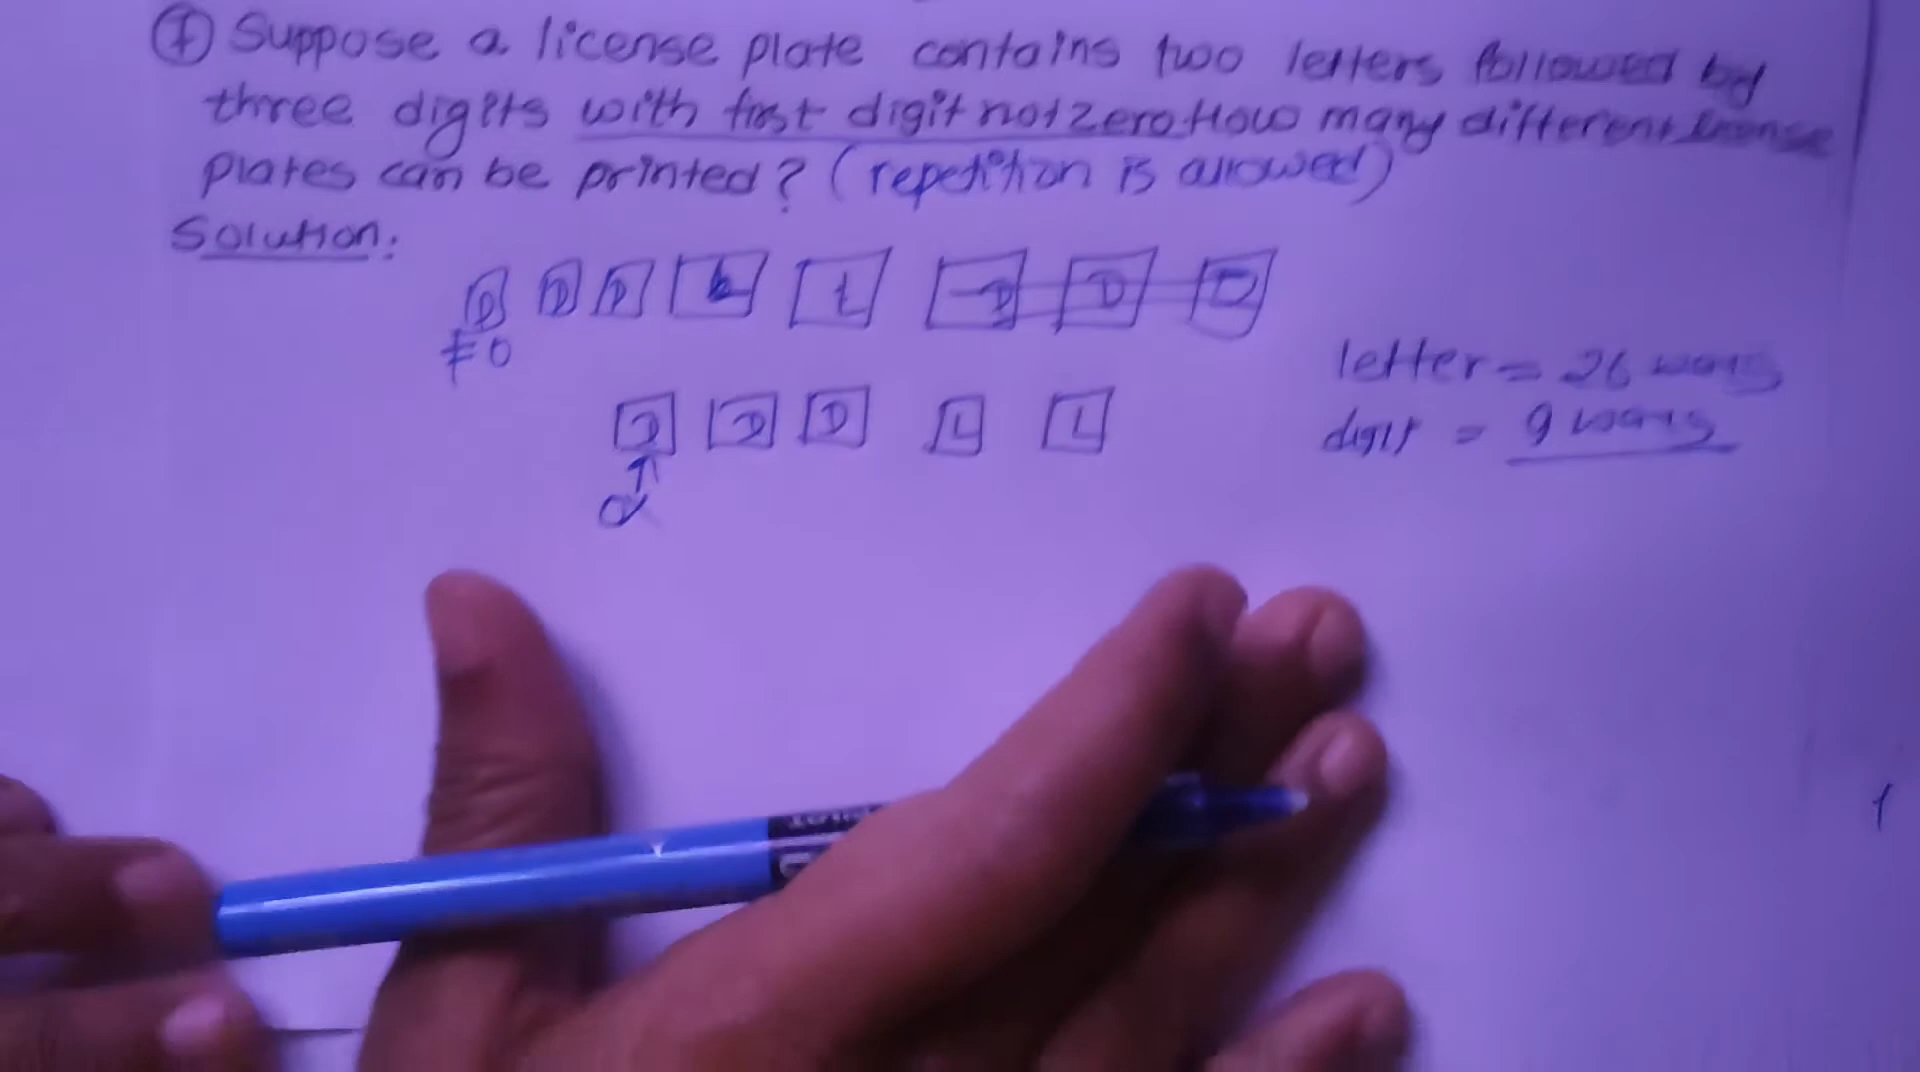 ① Suppose a license plate contains two letters followed by
three digits with first digit not zero. How many different license
plates can be printed? (repetition is allowed)
Solution:
D D D L L D D D
≠0
D D D L L
letter = 26 ways
digit = 9 ways